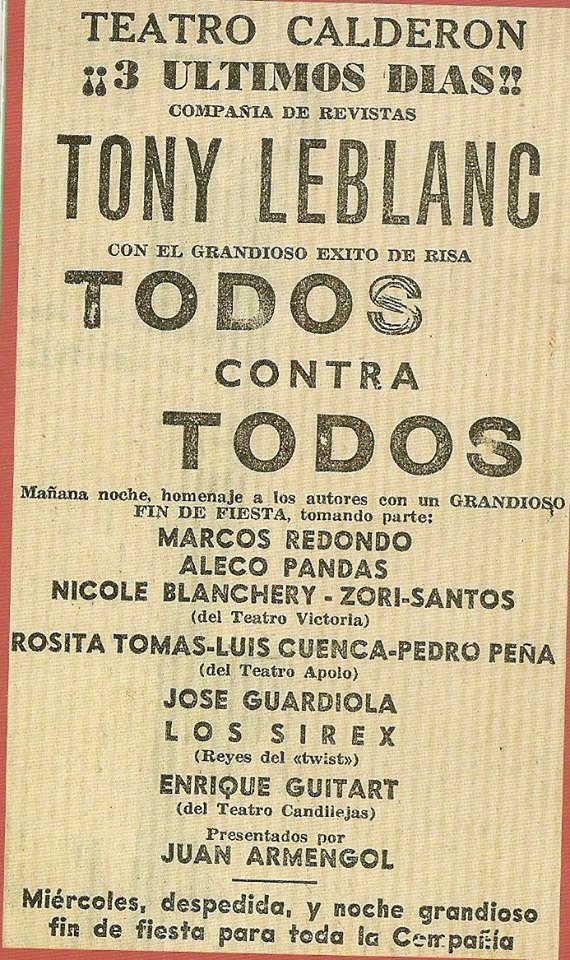 TEATRO CALDERON
¡¡3 ULTIMOS DIAS!!
COMPAÑIA DE REVISTAS
TONY LEBLANC
CON EL GRANDIOSO EXITO DE RISA
TODOS
CONTRA
TODOS
Mañana noche, homenaje a los autores con un GRANDIOSO
FIN DE FIESTA, tomando parte:
MARCOS REDONDO
ALECO PANDAS
NICOLE BLANCHERY - ZORI-SANTOS
(del Teatro Victoria)
ROSITA TOMAS-LUIS CUENCA-PEDRO PEÑA
(del Teatro Apolo)
JOSE GUARDIOLA
LOS SIREX
(Reyes del «twist»)
ENRIQUE GUITART
(del Teatro Candilejas)
Presentados por
JUAN ARMENGOL
Miércoles, despedida, y noche grandioso
fin de fiesta para toda la Compañía